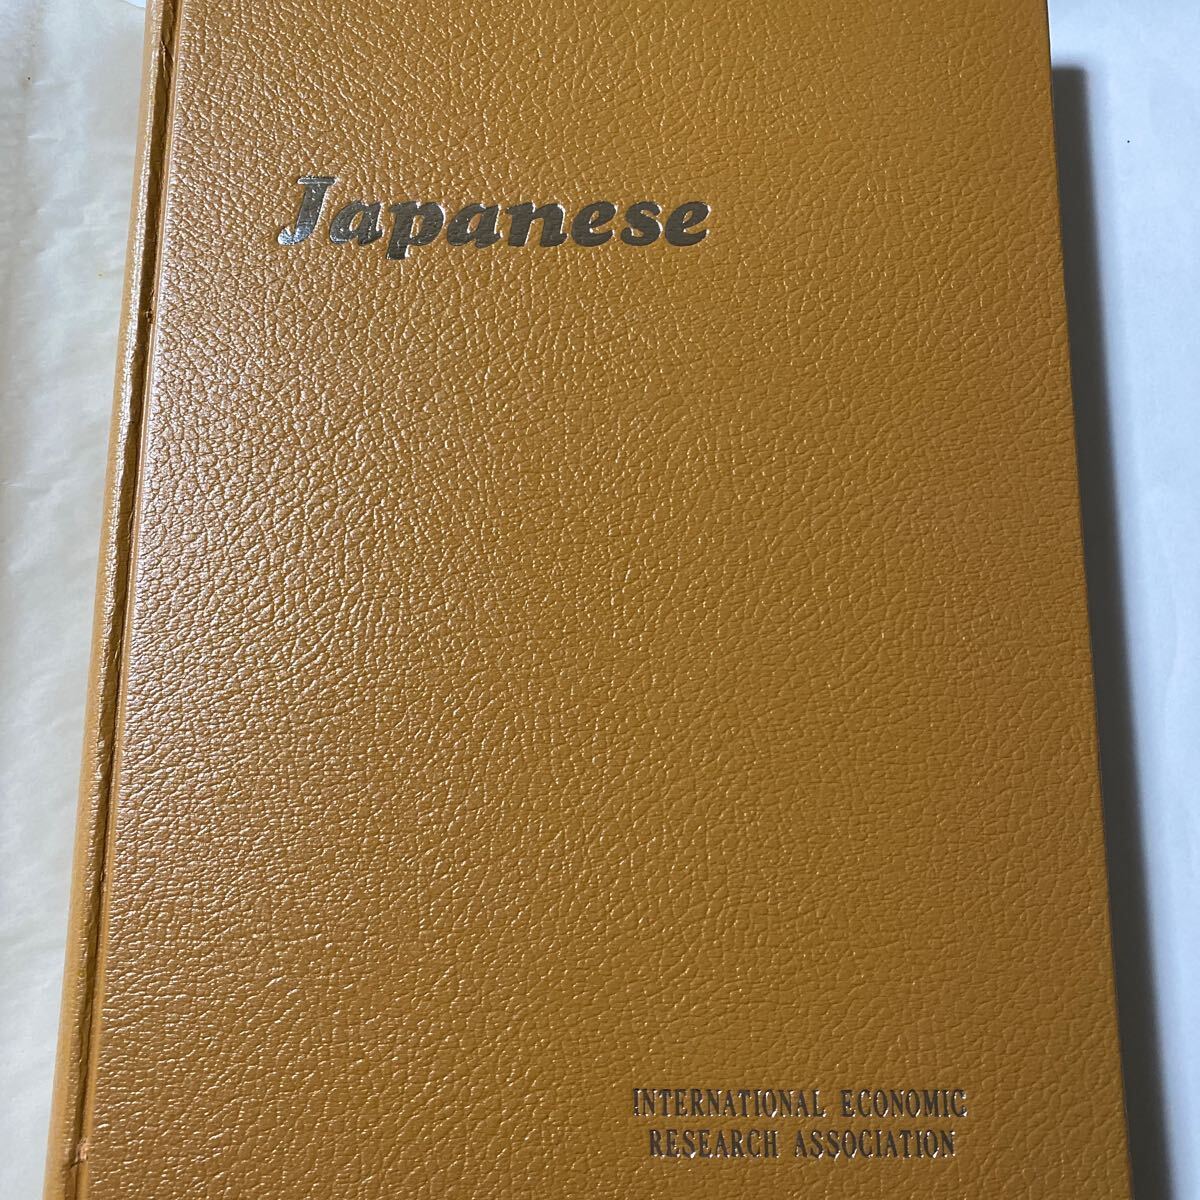 Japanese
INTERNATIONAL ECONOMIC
RESEARCH ASSOCIATION